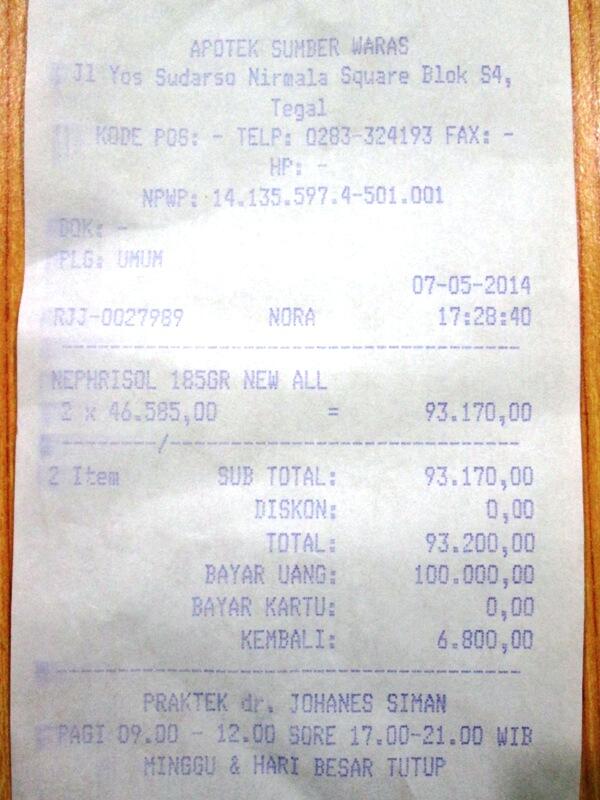 APOTEK SUMBER WARAS
Jl Yos Sudarso Nirmala Square Blok S4,
Tegal
KODE POS: - TELP: 0283-324193 FAX: -
HP: -
NPWP: 14.135.597.4-501.001
DOK: -
PLG: UMUM
07-05-2014
RJJ-0027989 NORA 17:28:40
NEPHRISOL 185GR NEW ALL
2 x 46.585,00 = 93.170,00
2 Item SUB TOTAL: 93.170,00
DISKON: 0,00
TOTAL: 93.200,00
BAYAR UANG: 100.000,00
BAYAR KARTU: 0,00
KEMBALI: 6.800,00
PRAKTEK dr. JOHANES SIMAN
PAGI 09.00 - 12.00 SORE 17.00-21.00 WIB
MINGGU & HARI BESAR TUTUP